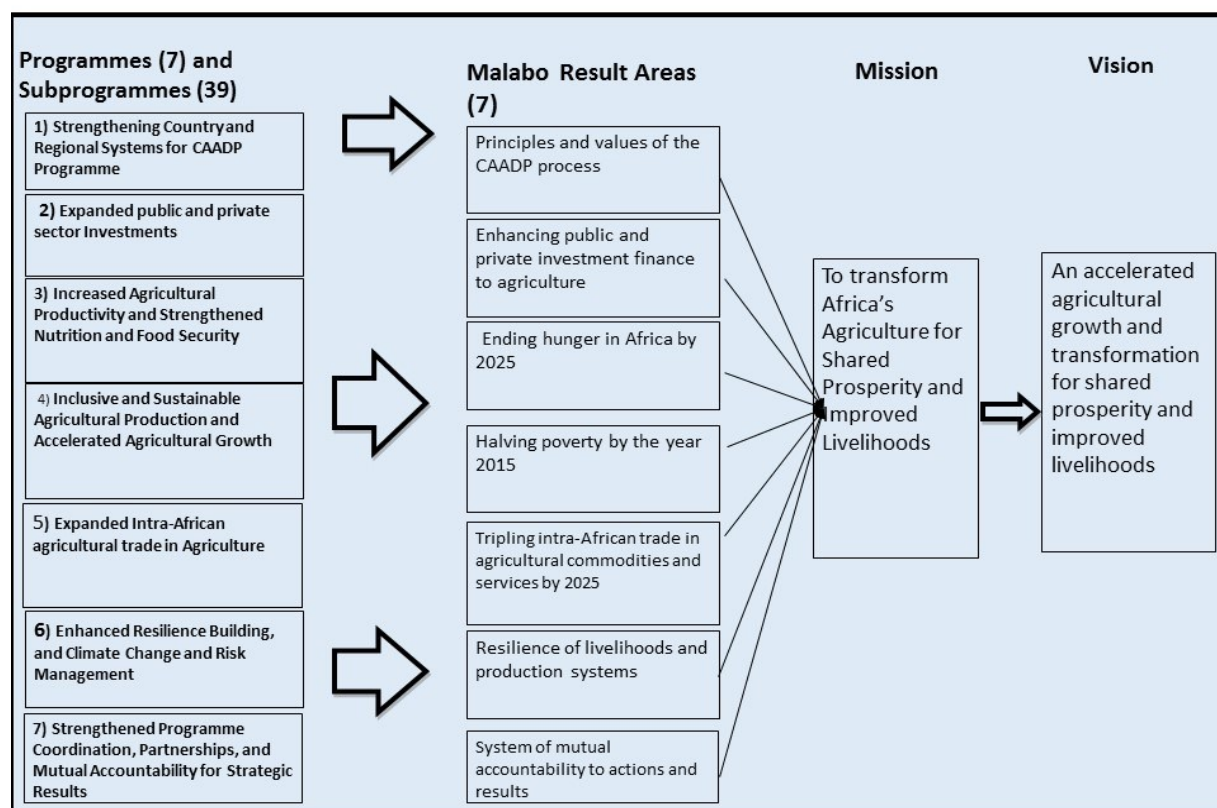 Programmes (7) and
Subprogrammes (39)
1) Strengthening Country and
Regional Systems for CAADP
Programme
2) Expanded public and private
sector Investments
3) Increased Agricultural
Productivity and Strengthened
Nutrition and Food Security
4) Inclusive and Sustainable
Agricultural Production and
Accelerated Agricultural Growth
5) Expanded Intra-African
agricultural trade in Agriculture
6) Enhanced Resilience Building,
and Climate Change and Risk
Management
7) Strengthened Programme
Coordination, Partnerships, and
Mutual Accountability for Strategic
Results
Malabo Result Areas
(7)
Principles and values of the
CAADP process
Enhancing public and
private investment finance
to agriculture
Ending hunger in Africa by
2025
Halving poverty by the year
2015
Tripling intra-African trade in
agricultural commodities and
services by 2025
Resilience of livelihoods and
production systems
System of mutual
accountability to actions and
results
Mission
To transform
Africa’s
Agriculture for
Shared
Prosperity and
Improved
Livelihoods
Vision
An accelerated
agricultural
growth and
transformation
for shared
prosperity and
improved
livelihoods